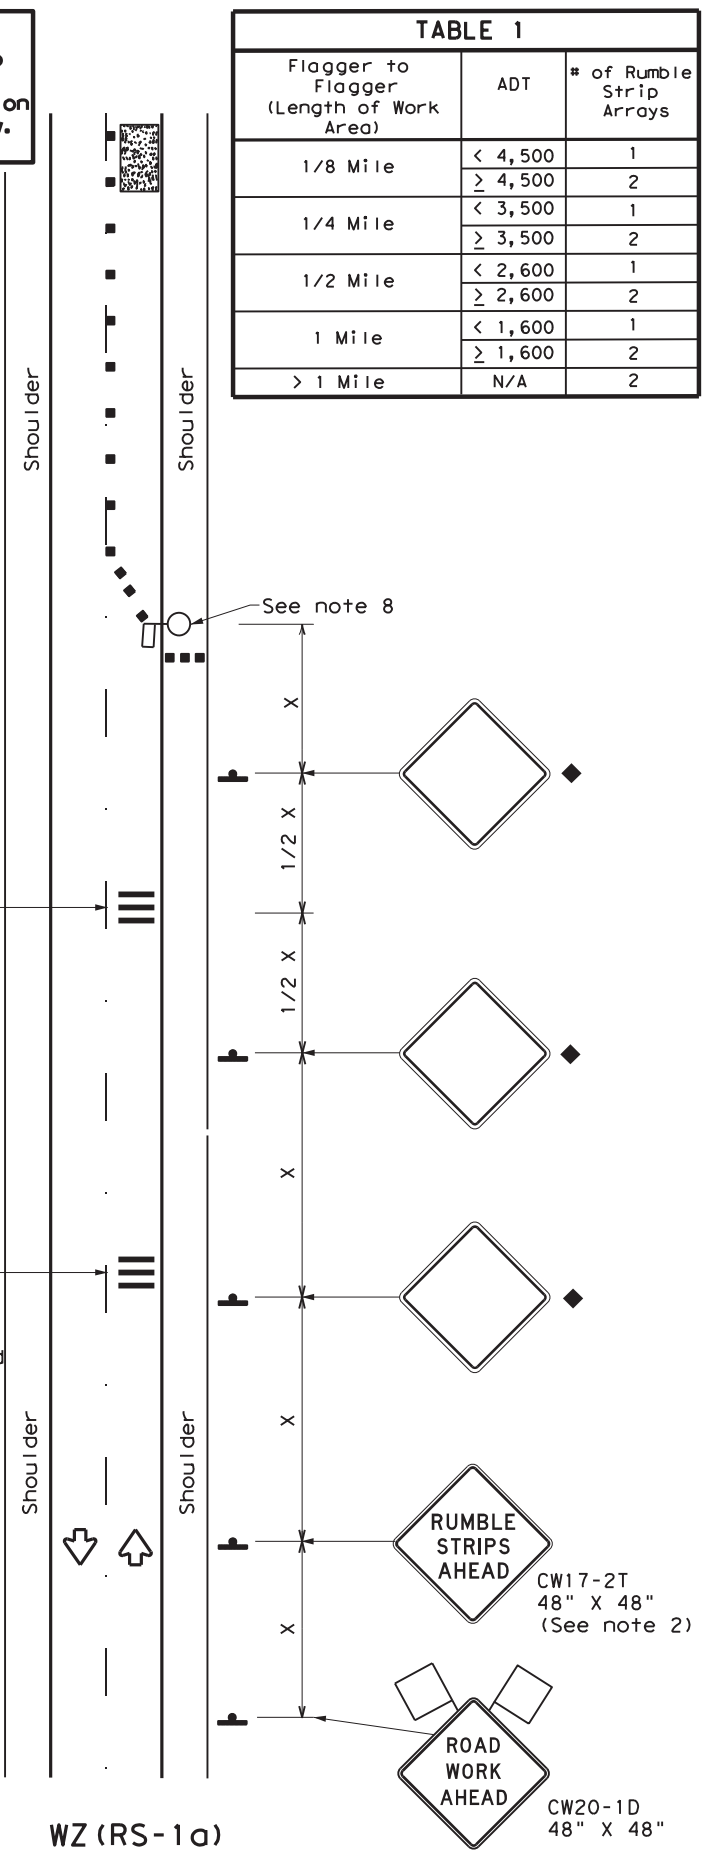 on
TABLE 1
Flagger to
Flagger
(Length of Work
Area)
ADT
# of Rumble
Strip
Arrays
1/8 Mile
< 4,500
1
≥ 4,500
2
1/4 Mile
< 3,500
1
≥ 3,500
2
1/2 Mile
< 2,600
1
≥ 2,600
2
1 Mile
< 1,600
1
≥ 1,600
2
> 1 Mile
N/A
2
Shoulder
Shoulder
See note 8
X
1/2 X
1/2 X
X
X
Shoulder
Shoulder
RUMBLE
STRIPS
AHEAD
CW17-2T
48" X 48"
(See note 2)
X
ROAD
WORK
AHEAD
CW20-1D
48" X 48"
WZ(RS-1a)